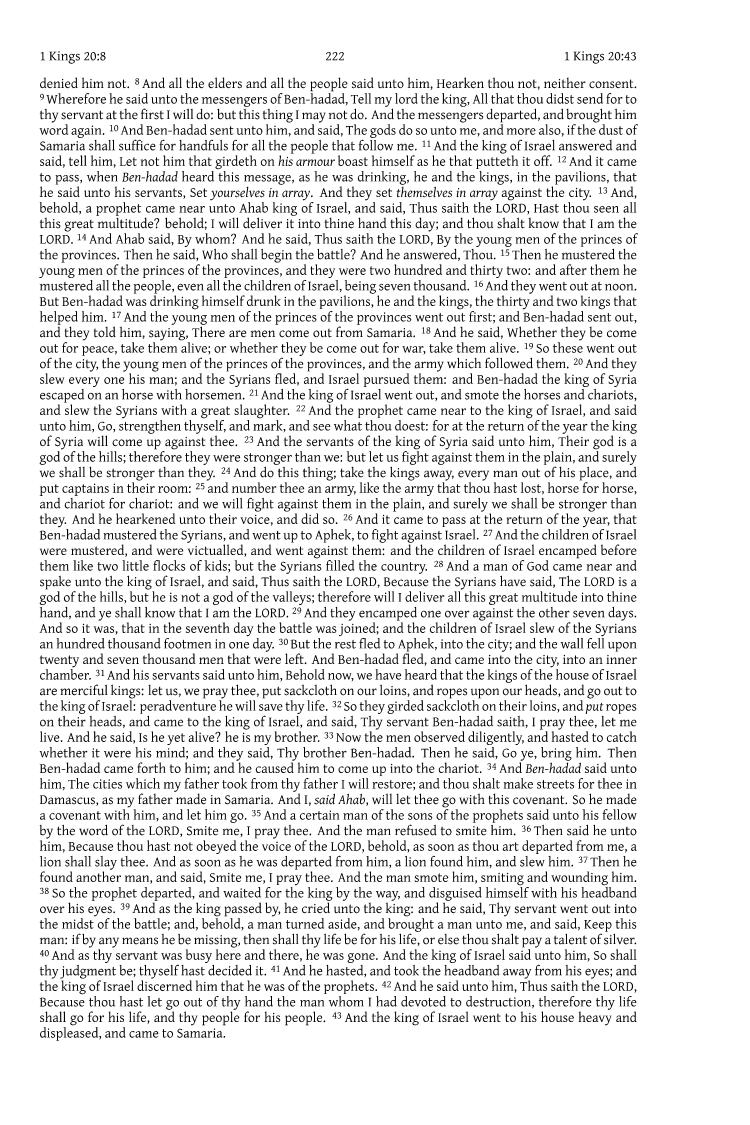 1 Kings 20:8 222 1 Kings 20:43
denied him not. 8 And all the elders and all the people said unto him, Hearken thou not, neither consent.
9 Wherefore he said unto the messengers of Ben-hadad, Tell my lord the king, All that thou didst send for to
thy servant at the first I will do: but this thing I may not do. And the messengers departed, and brought him
word again. 10 And Ben-hadad sent unto him, and said, The gods do so unto me, and more also, if the dust of
Samaria shall suffice for handfuls for all the people that follow me. 11 And the king of Israel answered and
said, tell him, Let not him that girdeth on his armour boast himself as he that putteth it off. 12 And it came
to pass, when Ben-hadad heard this message, as he was drinking, he and the kings, in the pavilions, that
he said unto his servants, Set yourselves in array. And they set themselves in array against the city. 13 And,
behold, a prophet came near unto Ahab king of Israel, and said, Thus saith the LORD, Hast thou seen all
this great multitude? behold; I will deliver it into thine hand this day; and thou shalt know that I am the
LORD. 14 And Ahab said, By whom? And he said, Thus saith the LORD, By the young men of the princes of
the provinces. Then he said, Who shall begin the battle? And he answered, Thou. 15 Then he mustered the
young men of the princes of the provinces, and they were two hundred and thirty two: and after them he
mustered all the people, even all the children of Israel, being seven thousand. 16 And they went out at noon.
But Ben-hadad was drinking himself drunk in the pavilions, he and the kings, the thirty and two kings that
helped him. 17 And the young men of the princes of the provinces went out first; and Ben-hadad sent out,
and they told him, saying, There are men come out from Samaria. 18 And he said, Whether they be come
out for peace, take them alive; or whether they be come out for war, take them alive. 19 So these went out
of the city, the young men of the princes of the provinces, and the army which followed them. 20 And they
slew every one his man; and the Syrians fled, and Israel pursued them: and Ben-hadad the king of Syria
escaped on an horse with horsemen. 21 And the king of Israel went out, and smote the horses and chariots,
and slew the Syrians with a great slaughter. 22 And the prophet came near to the king of Israel, and said
unto him, Go, strengthen thyself, and mark, and see what thou doest: for at the return of the year the king
of Syria will come up against thee. 23 And the servants of the king of Syria said unto him, Their god is a
god of the hills; therefore they were stronger than we: but let us fight against them in the plain, and surely
we shall be stronger than they. 24 And do this thing; take the kings away, every man out of his place, and
put captains in their room: 25 and number thee an army, like the army that thou hast lost, horse for horse,
and chariot for chariot: and we will fight against them in the plain, and surely we shall be stronger than
they. And he hearkened unto their voice, and did so. 26 And it came to pass at the return of the year, that
Ben-hadad mustered the Syrians, and went up to Aphek, to fight against Israel. 27 And the children of Israel
were mustered, and were victualled, and went against them: and the children of Israel encamped before
them like two little flocks of kids; but the Syrians filled the country. 28 And a man of God came near and
spake unto the king of Israel, and said, Thus saith the LORD, Because the Syrians have said, The LORD is a
god of the hills, but he is not a god of the valleys; therefore will I deliver all this great multitude into thine
hand, and ye shall know that I am the LORD. 29 And they encamped one over against the other seven days.
And so it was, that in the seventh day the battle was joined; and the children of Israel slew of the Syrians
an hundred thousand footmen in one day. 30 But the rest fled to Aphek, into the city; and the wall fell upon
twenty and seven thousand men that were left. And Ben-hadad fled, and came into the city, into an inner
chamber. 31 And his servants said unto him, Behold now, we have heard that the kings of the house of Israel
are merciful kings: let us, we pray thee, put sackcloth on our loins, and ropes upon our heads, and go out to
the king of Israel: peradventure he will save thy life. 32 So they girded sackcloth on their loins, and put ropes
on their heads, and came to the king of Israel, and said, Thy servant Ben-hadad saith, I pray thee, let me
live. And he said, Is he yet alive? he is my brother. 33 Now the men observed diligently, and hasted to catch
whether it were his mind; and they said, Thy brother Ben-hadad. Then he said, Go ye, bring him. Then
Ben-hadad came forth to him; and he caused him to come up into the chariot. 34 And Ben-hadad said unto
him, The cities which my father took from thy father I will restore; and thou shalt make streets for thee in
Damascus, as my father made in Samaria. And I, said Ahab, will let thee go with this covenant. So he made
a covenant with him, and let him go. 35 And a certain man of the sons of the prophets said unto his fellow
by the word of the LORD, Smite me, I pray thee. And the man refused to smite him. 36 Then said he unto
him, Because thou hast not obeyed the voice of the LORD, behold, as soon as thou art departed from me, a
lion shall slay thee. And as soon as he was departed from him, a lion found him, and slew him. 37 Then he
found another man, and said, Smite me, I pray thee. And the man smote him, smiting and wounding him.
38 So the prophet departed, and waited for the king by the way, and disguised himself with his headband
over his eyes. 39 And as the king passed by, he cried unto the king: and he said, Thy servant went out into
the midst of the battle; and, behold, a man turned aside, and brought a man unto me, and said, Keep this
man: if by any means he be missing, then shall thy life be for his life, or else thou shalt pay a talent of silver.
40 And as thy servant was busy here and there, he was gone. And the king of Israel said unto him, So shall
thy judgment be; thyself hast decided it. 41 And he hasted, and took the headband away from his eyes; and
the king of Israel discerned him that he was of the prophets. 42 And he said unto him, Thus saith the LORD,
Because thou hast let go out of thy hand the man whom I had devoted to destruction, therefore thy life
shall go for his life, and thy people for his people. 43 And the king of Israel went to his house heavy and
displeased, and came to Samaria.